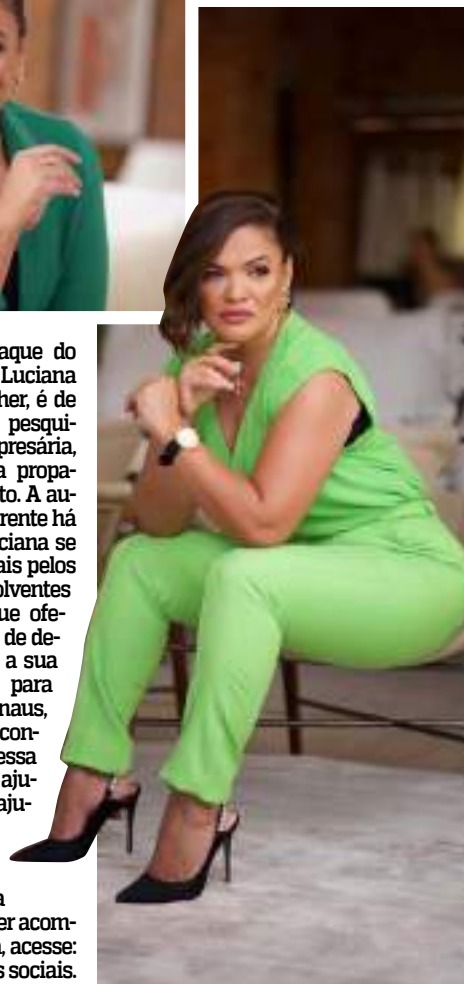 aque do
Luciana
her, é de
pesqui-
presária,
a propa-
to. A au-
rente há
ciana se
ais pelos
olventes
ue ofe-
de de-
a sua
para
naus,
con-
essa
aju-
aju-
a
er acom-
, acesse:
s sociais.